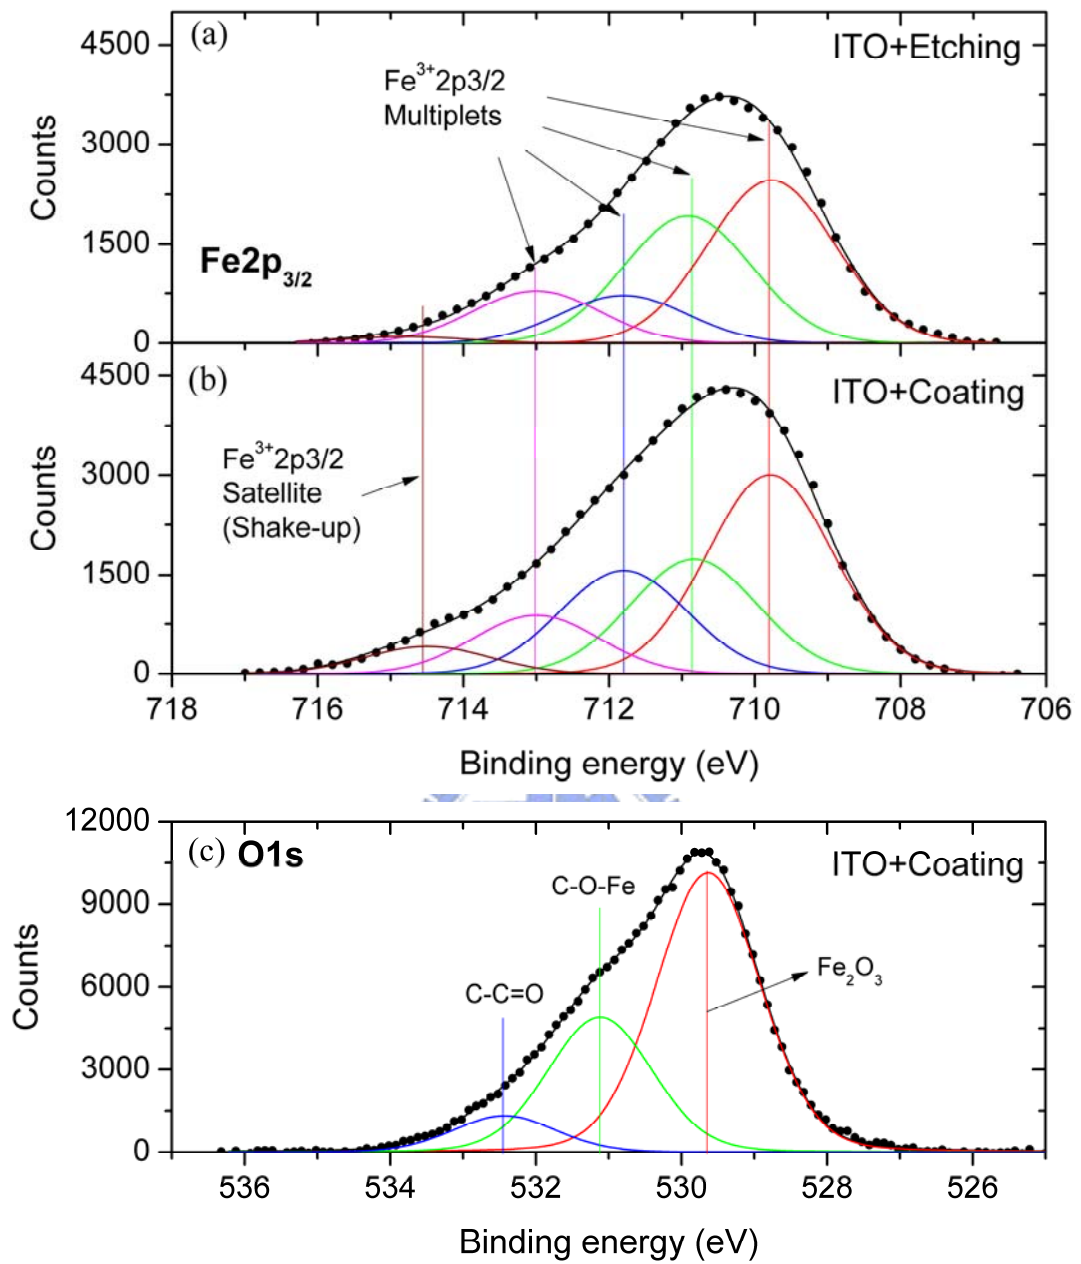 (a)
ITO+Etching
4500
3000
1500
0
Counts
Fe3+2p3/2
Multiplets
Fe2p3/2
(b)
ITO+Coating
4500
3000
1500
0
Counts
Fe3+2p3/2
Satellite
(Shake-up)
718 716 714 712 710 708 706
Binding energy (eV)
(c) O1s
ITO+Coating
12000
9000
6000
3000
0
Counts
C-O-Fe
C-C=O
Fe2O3
536 534 532 530 528 526
Binding energy (eV)